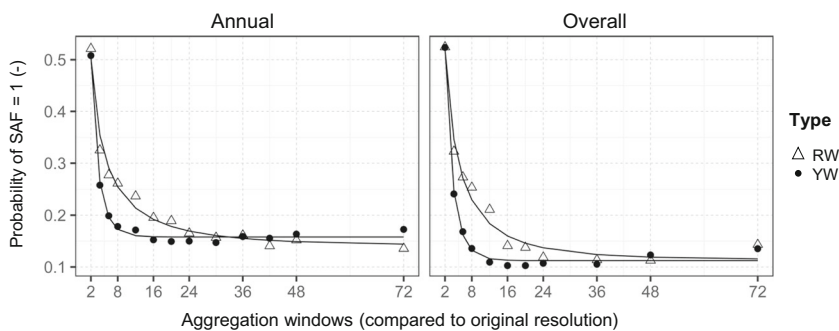 Annual Overall
Probability of SAF = 1 (-)
0.5
0.4
0.3
0.2
0.1
2 8 16 24 36 48 72 2 8 16 24 36 48 72
Aggregation windows (compared to original resolution)
Type
RW
YW